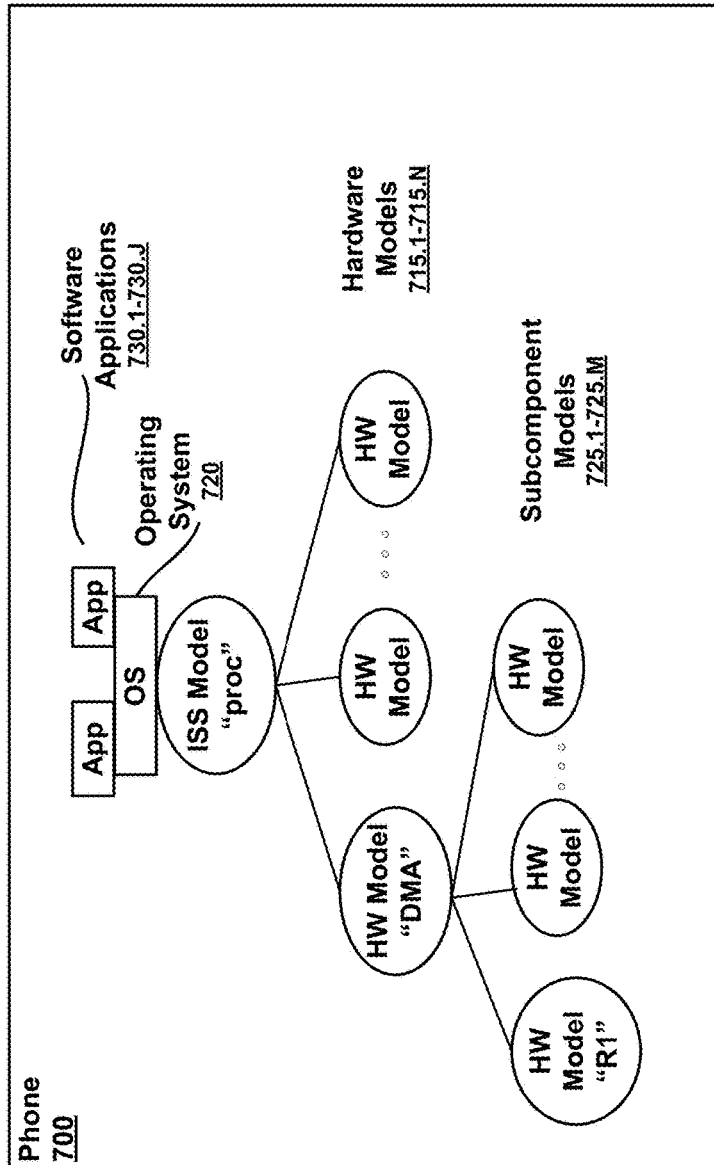 Phone
700
Software
Applications
730.1-730.J
Operating
System
720
App
App
OS
ISS Model
“proc”
Hardware
Models
715.1-715.N
HW Model
“DMA”
HW
Model
HW
Model
Subcomponent
Models
725.1-725.M
HW
Model
“R1”
HW
Model
HW
Model